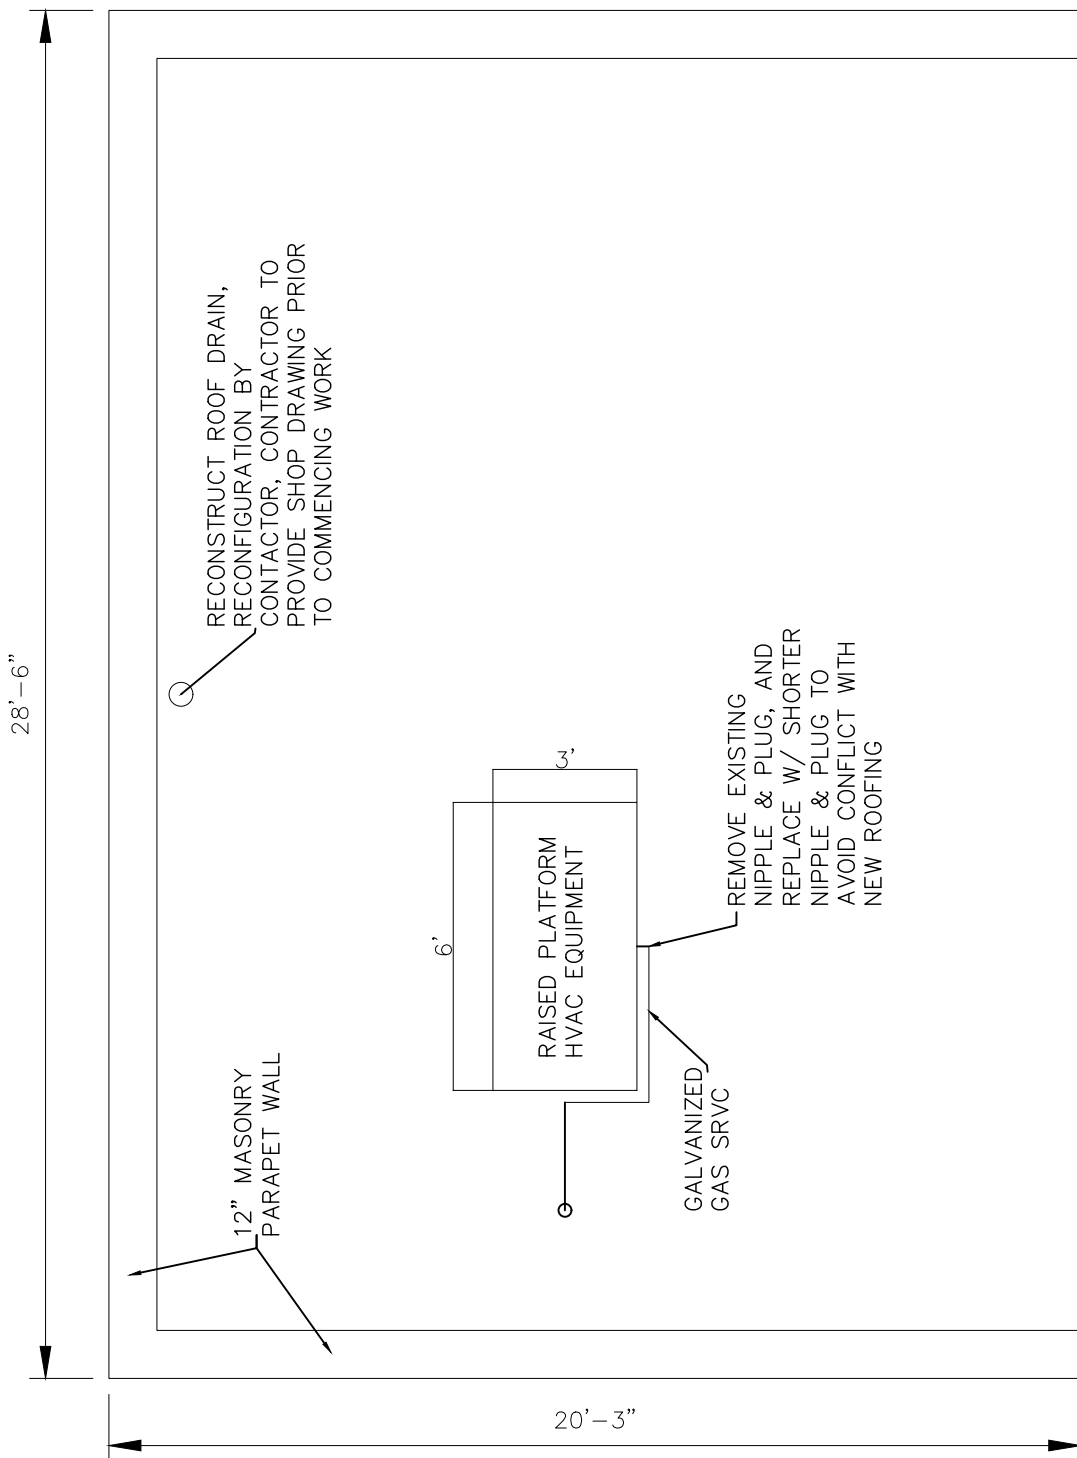 28'-6"
RECONSTRUCT ROOF DRAIN,
RECONFIGURATION BY
CONTACTOR, CONTRACTOR TO
PROVIDE SHOP DRAWING PRIOR
TO COMMENCING WORK
12" MASONRY
PARAPET WALL
6'
3'
RAISED PLATFORM
HVAC EQUIPMENT
GALVANIZED
GAS SRVC
REMOVE EXISTING
NIPPLE & PLUG, AND
REPLACE W/ SHORTER
NIPPLE & PLUG TO
AVOID CONFLICT WITH
NEW ROOFING
20'-3"